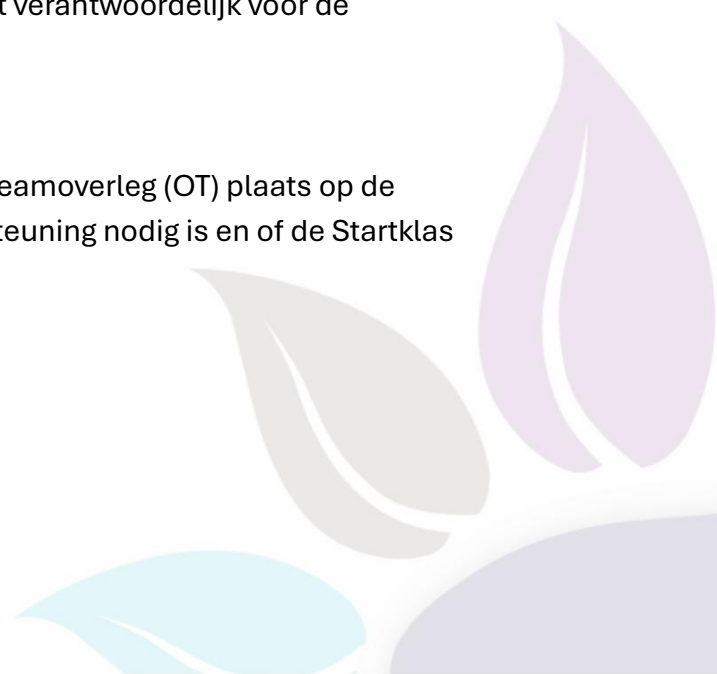 verantwoordelijk voor de
eamoverleg (OT) plaats op de
teuning nodig is en of de Startklas